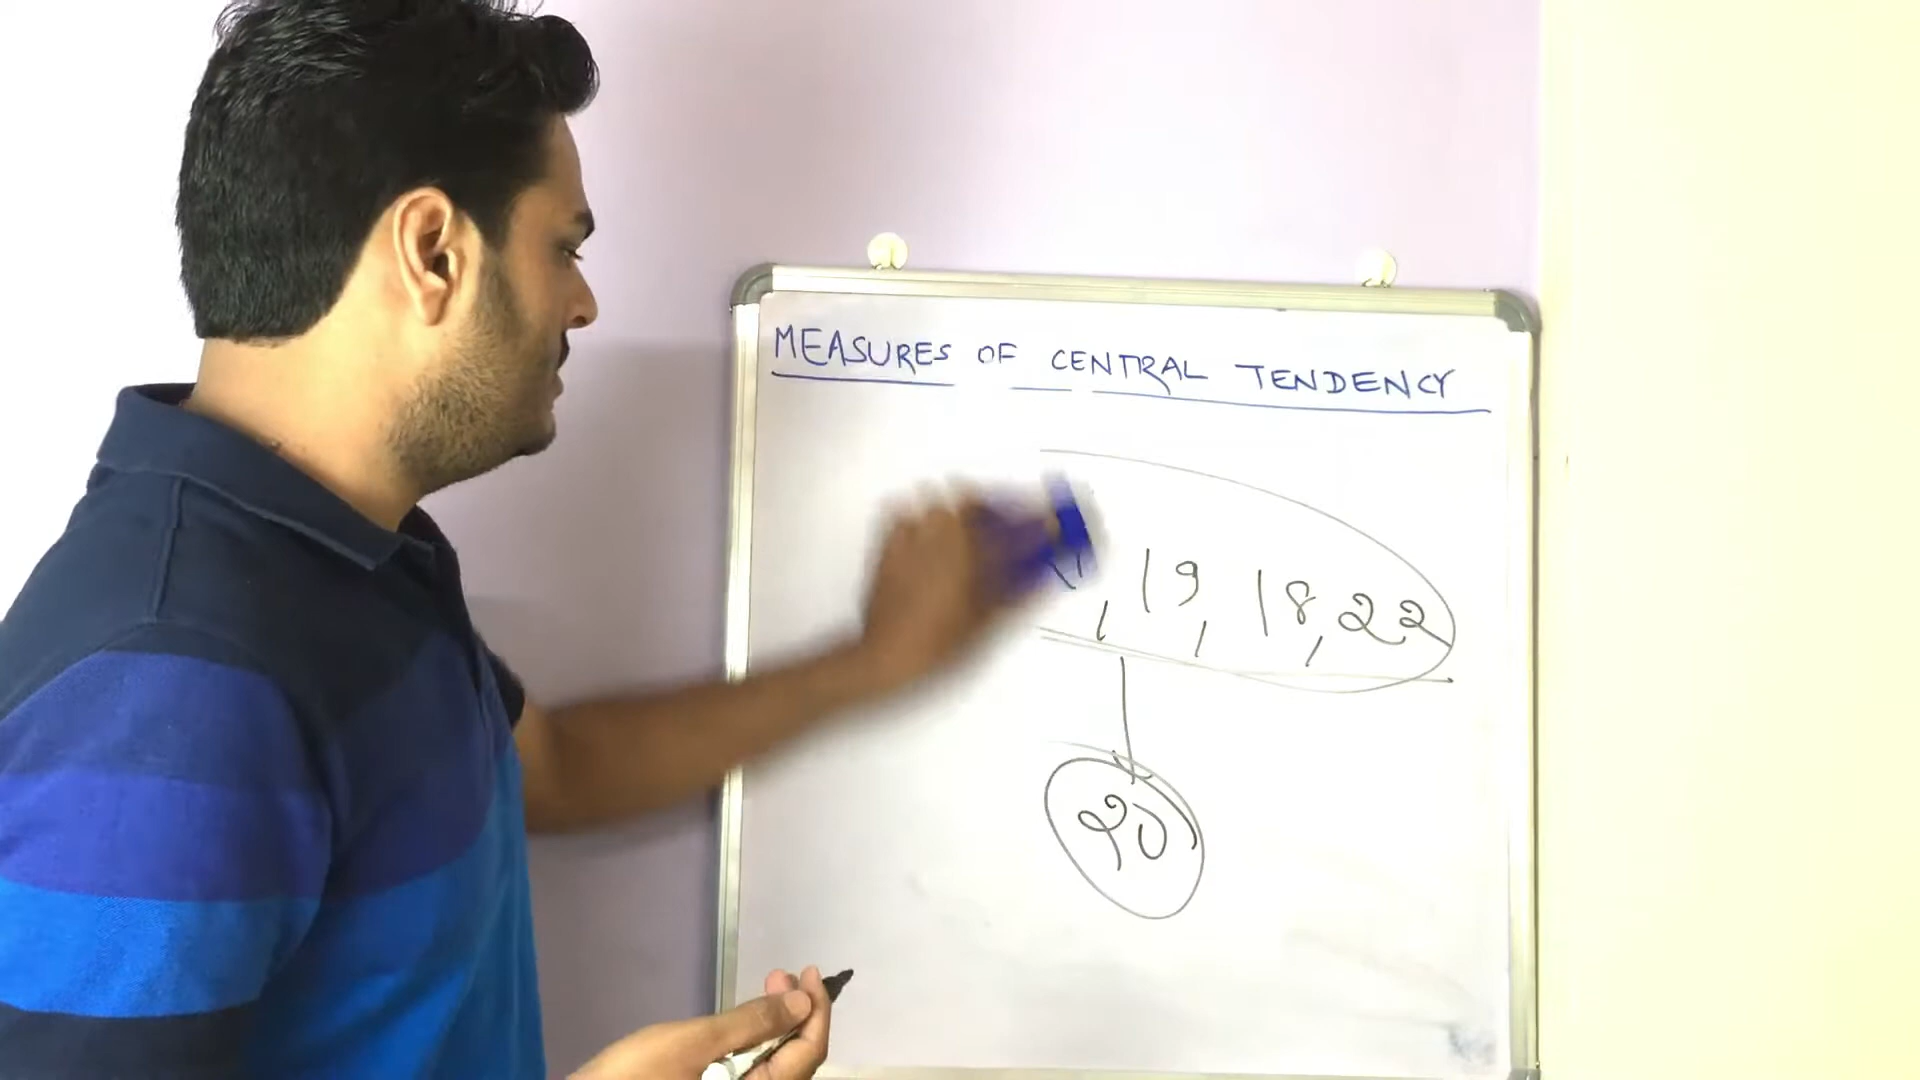 MEASURES OF CENTRAL TENDENCY
, 19, 18, 22
20